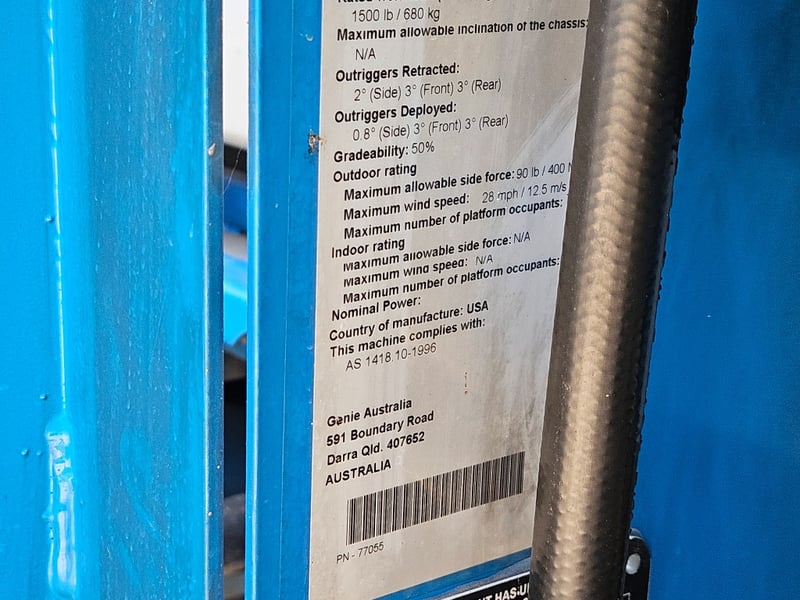 1500 lb / 680 kg
Maximum allowable inclination of the chassis:
N/A
Outriggers Retracted:
2° (Side) 3° (Front) 3° (Rear)
Outriggers Deployed:
0.8° (Side) 3° (Front) 3° (Rear)
Gradeability: 50%
Outdoor rating
Maximum allowable side force: 90 lb / 400
Maximum wind speed: 28 mph / 12.5 m/s
Maximum number of platform occupants:
Indoor rating
Maximum allowable side force: N/A
Maximum wind speed: N/A
Maximum number of platform occupants:
Nominal Power:
Country of manufacture: USA
This machine complies with:
AS 1418.10-1996
Genie Australia
591 Boundary Road
Darra Qld. 407652
AUSTRALIA
PN - 77055